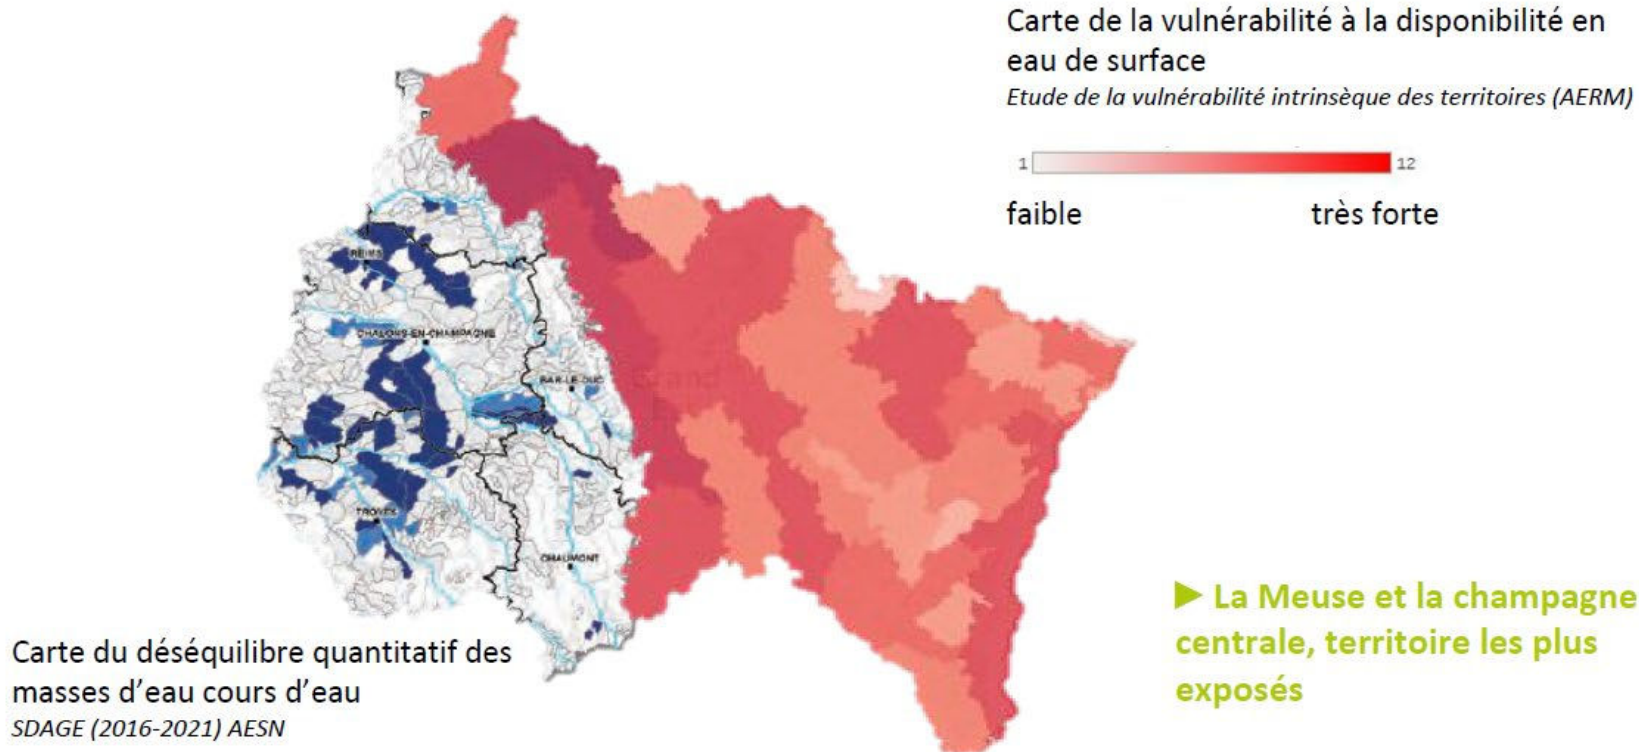 Carte de la vulnérabilité à la disponibilité en
eau de surface
Etude de la vulnérabilité intrinsèque des territoires (AERM)
1
12
faible
très forte
REIMS
CHALONS-EN-CHAMPAGNE
BAR-LE-DUC
Grand
TROYES
CHAUMONT
► La Meuse et la champagne
centrale, territoire les plus
exposés
Carte du déséquilibre quantitatif des
masses d'eau cours d'eau
SDAGE (2016-2021) AESN